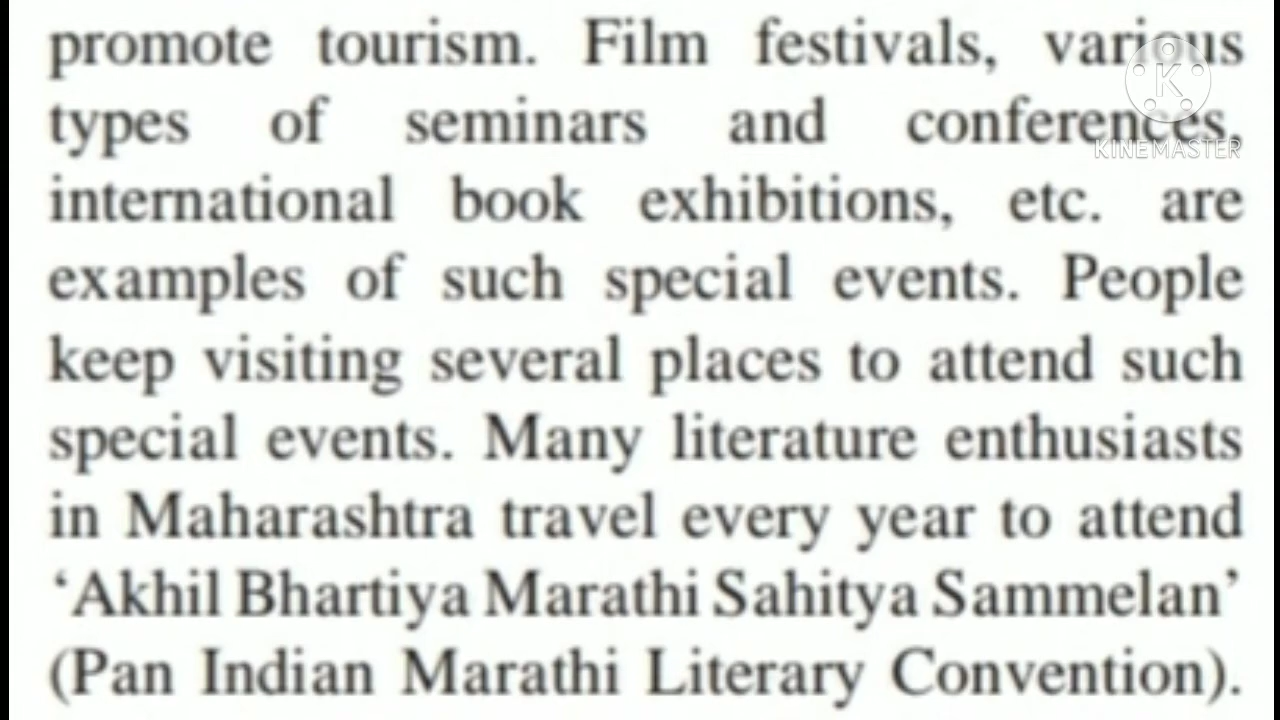 promote tourism. Film festivals, various
types of seminars and conferences,
international book exhibitions, etc. are
examples of such special events. People
keep visiting several places to attend such
special events. Many literature enthusiasts
in Maharashtra travel every year to attend
‘Akhil Bhartiya Marathi Sahitya Sammelan’
(Pan Indian Marathi Literary Convention).
K
KINEMASTER